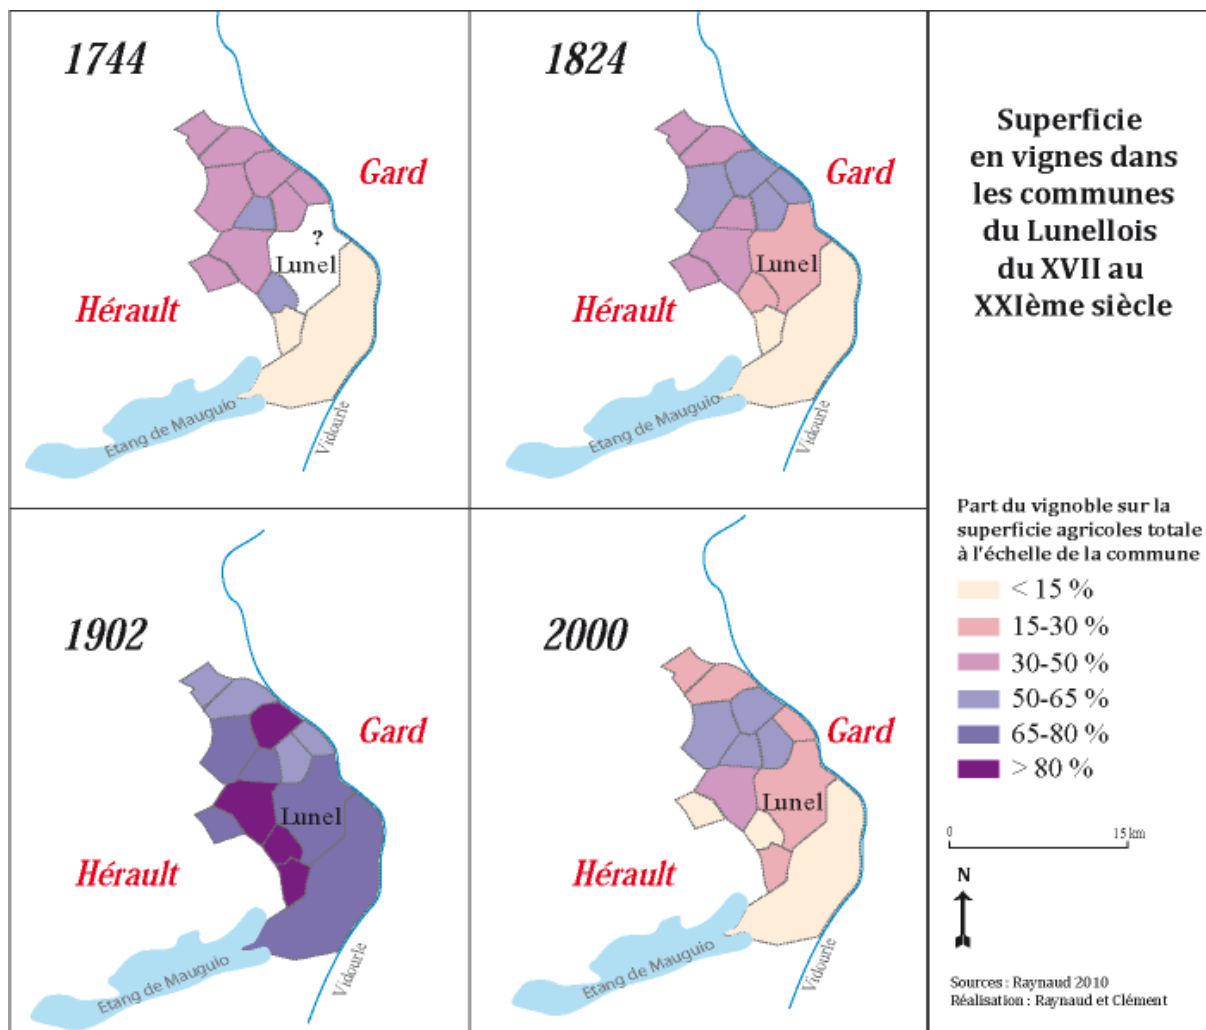 1744
Gard
?
Lunel
Hérault
Etang de Mauguio
Vidourle
1824
Gard
Lunel
Hérault
Etang de Mauguio
Vidourle
1902
Gard
Lunel
Hérault
Etang de Mauguio
Vidourle
2000
Gard
Lunel
Hérault
Etang de Mauguio
Vidourle
Superficie
en vignes dans
les communes
du Lunellois
du XVII au
XXIème siècle
Part du vignoble sur la
superficie agricoles totale
à l'échelle de la commune
< 15 %
15-30 %
30-50 %
50-65 %
65-80 %
> 80 %
0 15 km
N
Sources : Raynaud 2010
Réalisation : Raynaud et Clément